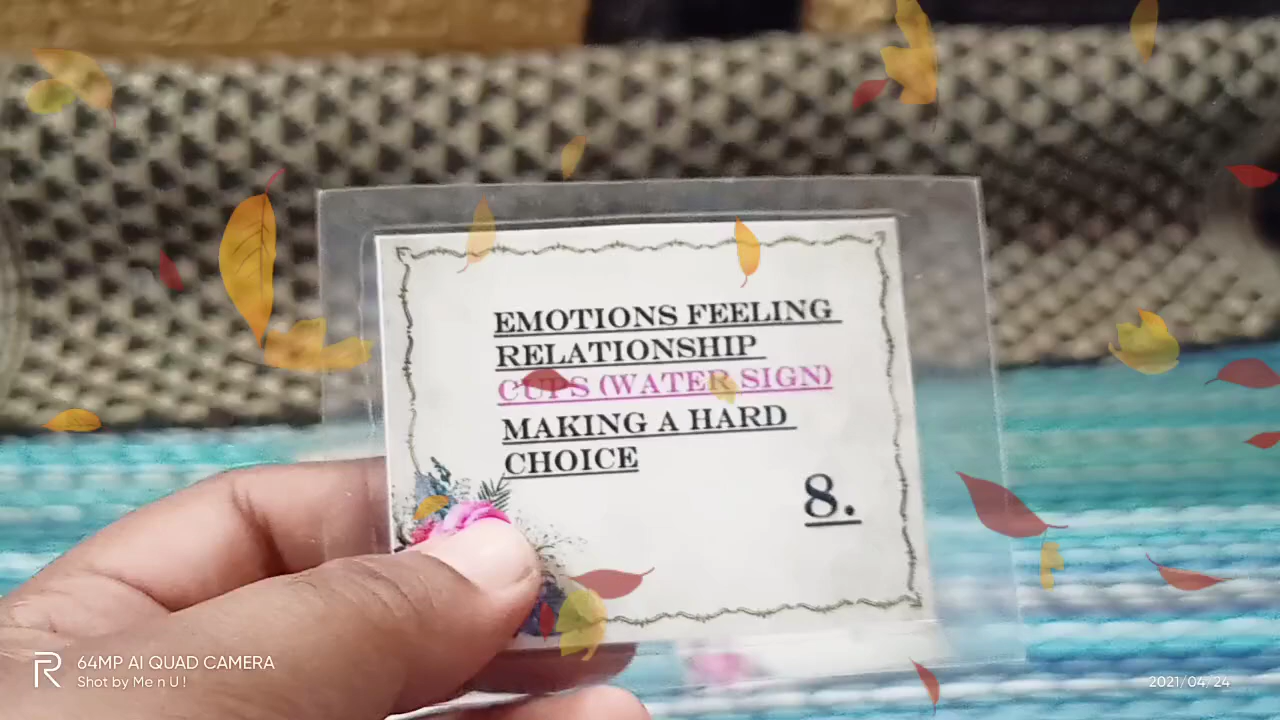 EMOTIONS FEELING
RELATIONSHIP
CUPS (WATER SIGN)
MAKING A HARD
CHOICE
8.
64MP AI QUAD CAMERA
Shot by Me n U !
2021/04/24